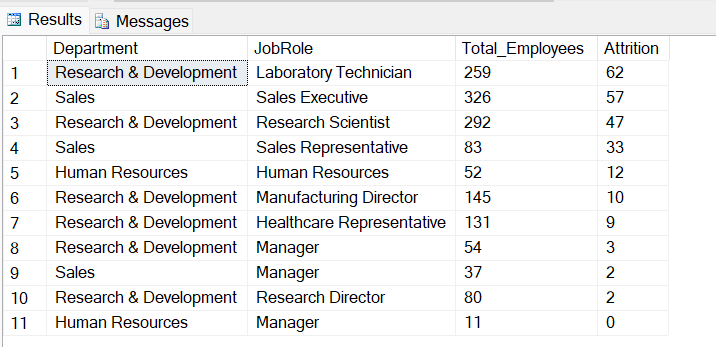 Results Messages
Department JobRole Total_Employees Attrition
1 Research & Development Laboratory Technician 259 62
2 Sales Sales Executive 326 57
3 Research & Development Research Scientist 292 47
4 Sales Sales Representative 83 33
5 Human Resources Human Resources 52 12
6 Research & Development Manufacturing Director 145 10
7 Research & Development Healthcare Representative 131 9
8 Research & Development Manager 54 3
9 Sales Manager 37 2
10 Research & Development Research Director 80 2
11 Human Resources Manager 11 0